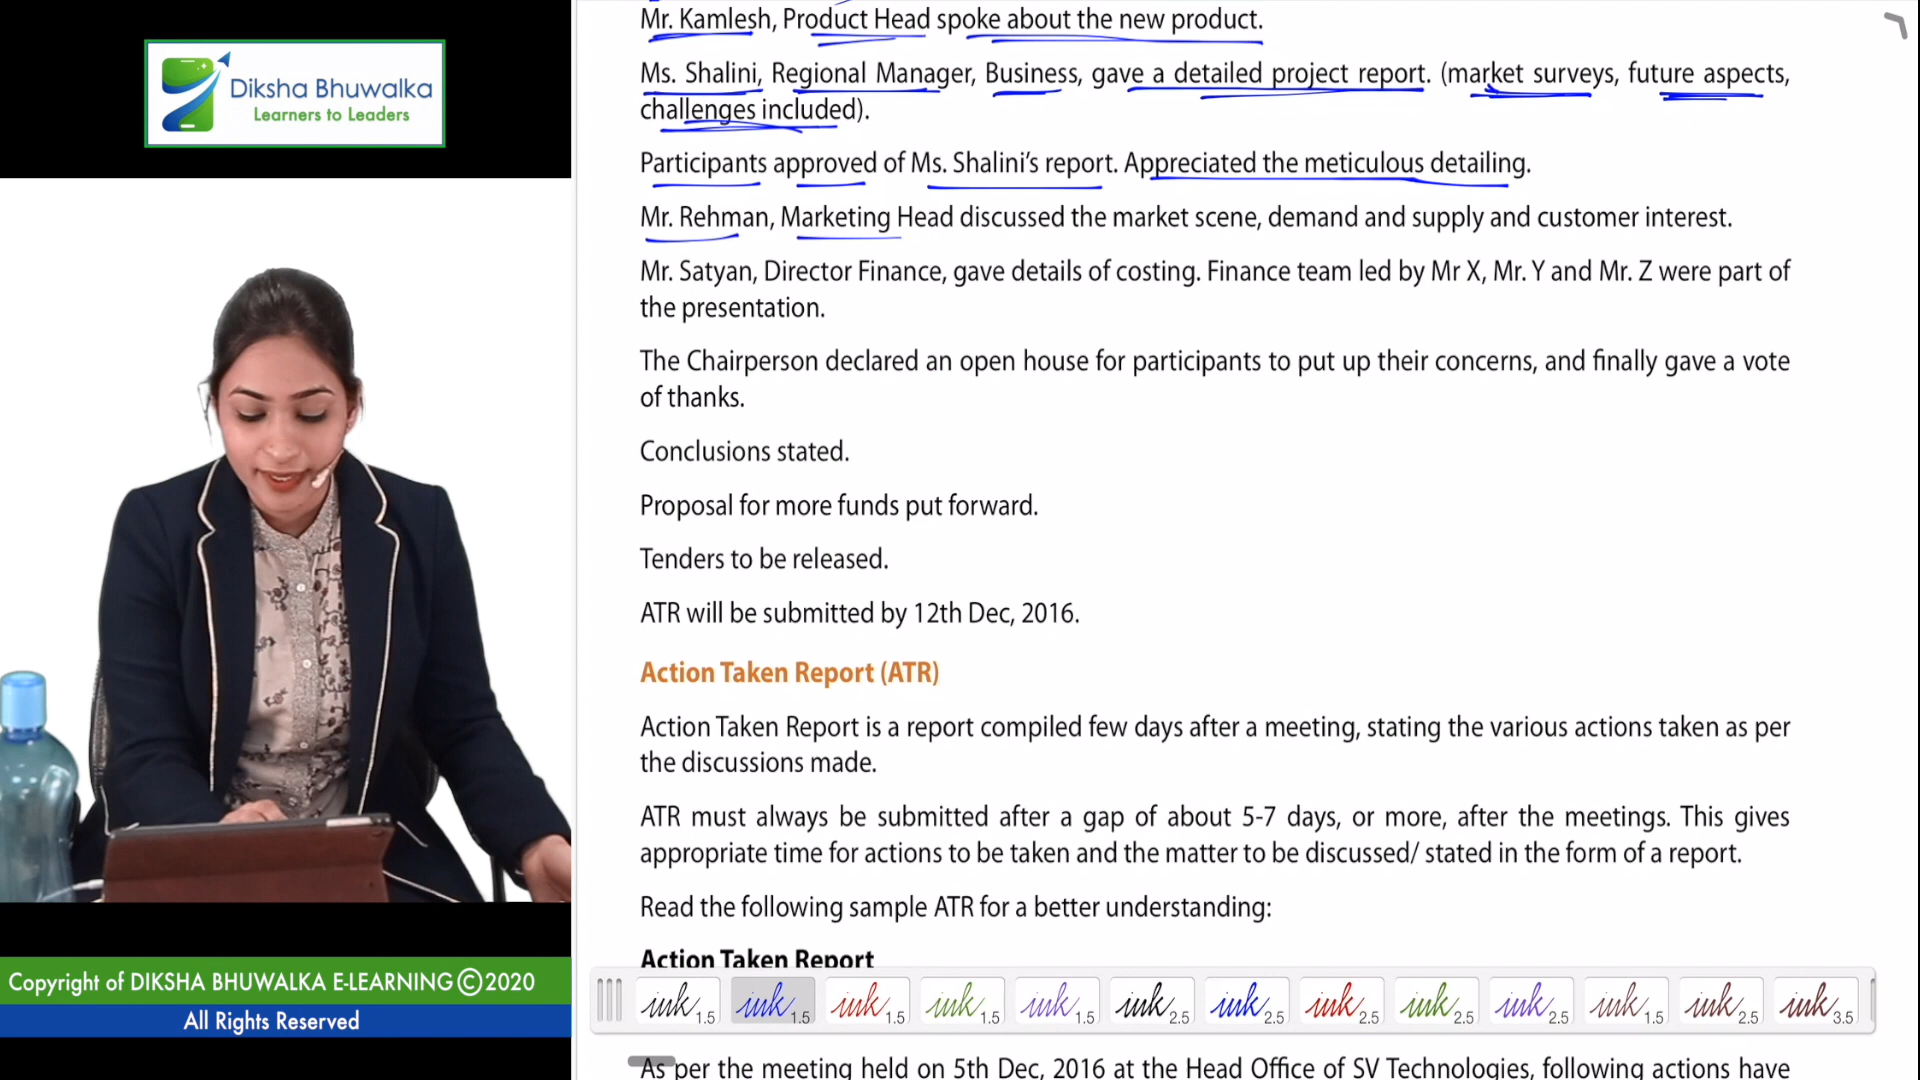 Diksha Bhuwalka
Learners to Leaders
Mr. Kamlesh, Product Head spoke about the new product.
Ms. Shalini, Regional Manager, Business, gave a detailed project report. (market surveys, future aspects,
challenges included).
Participants approved of Ms. Shalini’s report. Appreciated the meticulous detailing.
Mr. Rehman, Marketing Head discussed the market scene, demand and supply and customer interest.
Mr. Satyan, Director Finance, gave details of costing. Finance team led by Mr X, Mr. Y and Mr. Z were part of
the presentation.
The Chairperson declared an open house for participants to put up their concerns, and finally gave a vote
of thanks.
Conclusions stated.
Proposal for more funds put forward.
Tenders to be released.
ATR will be submitted by 12th Dec, 2016.
Action Taken Report (ATR)
Action Taken Report is a report compiled few days after a meeting, stating the various actions taken as per
the discussions made.
ATR must always be submitted after a gap of about 5-7 days, or more, after the meetings. This gives
appropriate time for actions to be taken and the matter to be discussed/ stated in the form of a report.
Read the following sample ATR for a better understanding:
Action Taken Report
ink 1.5 ink 1.5 ink 1.5 ink 1.5 ink 1.5 ink 2.5 ink 2.5 ink 2.5 ink 2.5 ink 2.5 ink 1.5 ink 2.5 ink 3.5
As per the meeting held on 5th Dec, 2016 at the Head Office of SV Technologies, following actions have
Copyright of DIKSHA BHUWALKA E-LEARNING©2020
All Rights Reserved